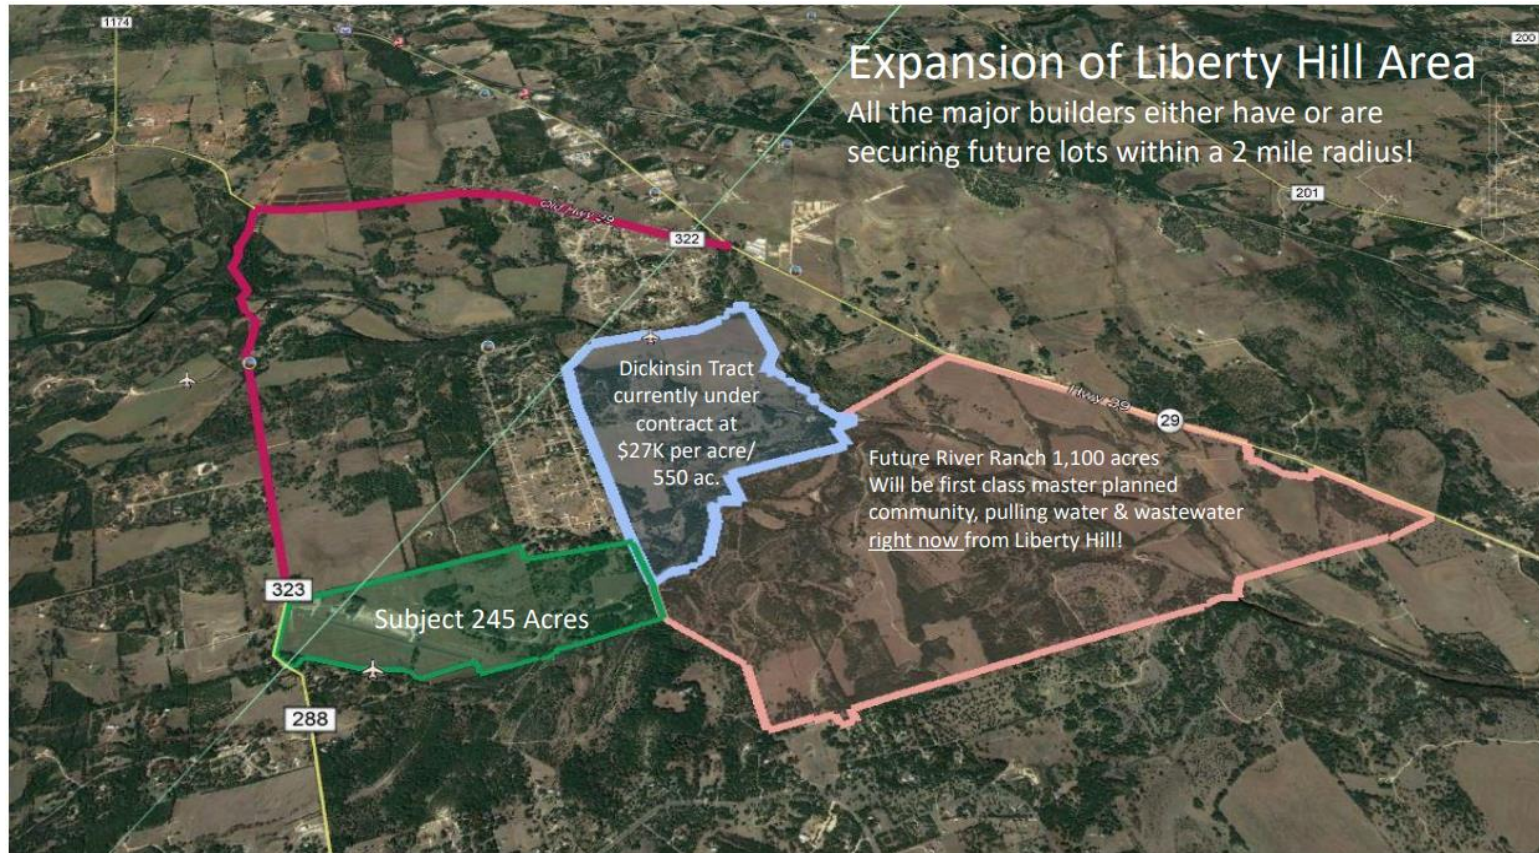 1174
200
Expansion of Liberty Hill Area
All the major builders either have or are
securing future lots within a 2 mile radius!
201
Old Hwy 29
322
Dickinsin Tract
currently under
contract at
$27K per acre/
550 ac.
Hwy 29
29
Future River Ranch 1,100 acres
Will be first class master planned
community, pulling water & wastewater
right now from Liberty Hill!
323
Subject 245 Acres
288